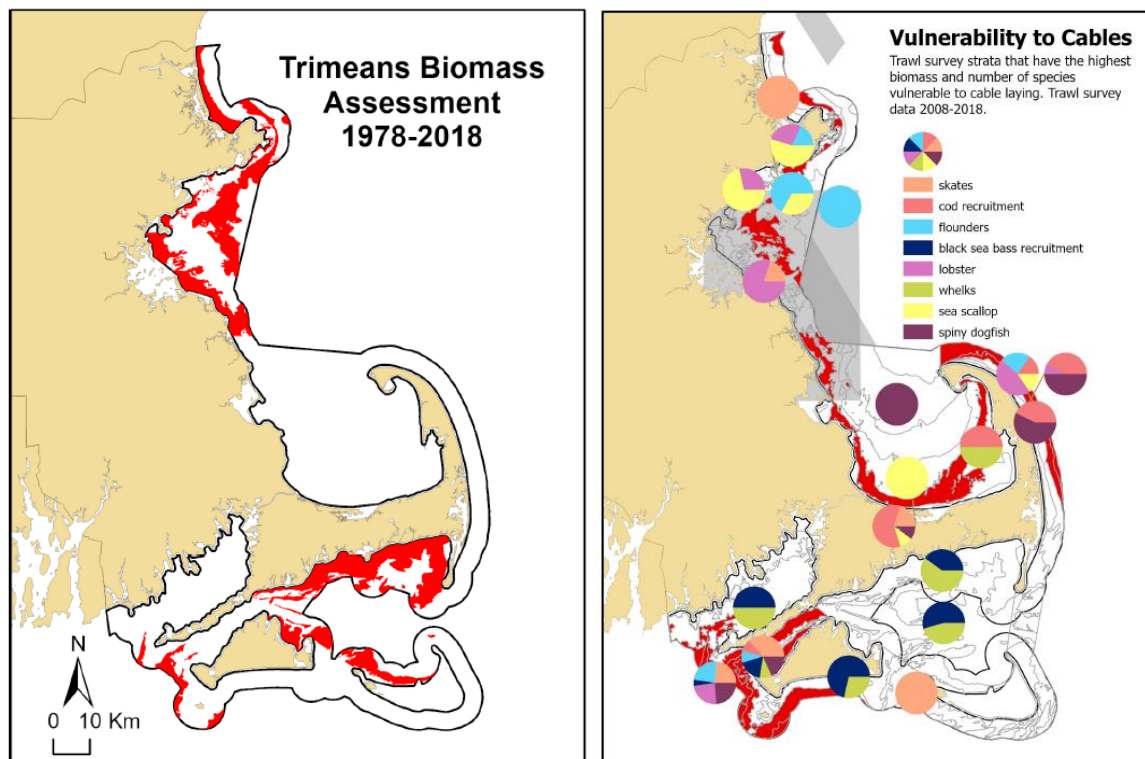 Trimeans Biomass
Assessment
1978-2018
N
0 10 Km
Vulnerability to Cables
Trawl survey strata that have the highest
biomass and number of species
vulnerable to cable laying. Trawl survey
data 2008-2018.
skates
cod recruitment
flounders
black sea bass recruitment
lobster
whelks
sea scallop
spiny dogfish